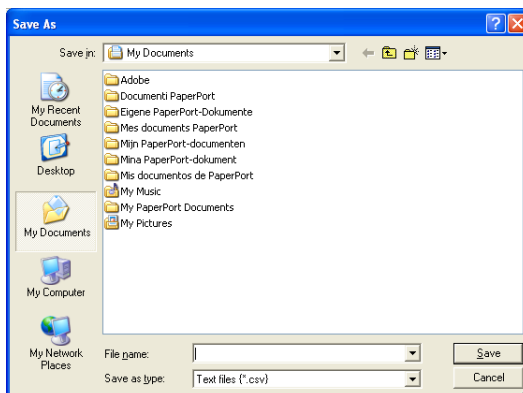 Save As
Save in:
My Documents
My Recent
Documents
Desktop
My Documents
My Computer
My Network
Places
Adobe
Documenti PaperPort
Eigene PaperPort-Dokumente
Mes documents PaperPort
Mijn PaperPort-documenten
Mina PaperPort-dokument
Mis documentos de PaperPort
My Music
My PaperPort Documents
My Pictures
File name:
Save
Save as type:
Text files (*.csv)
Cancel